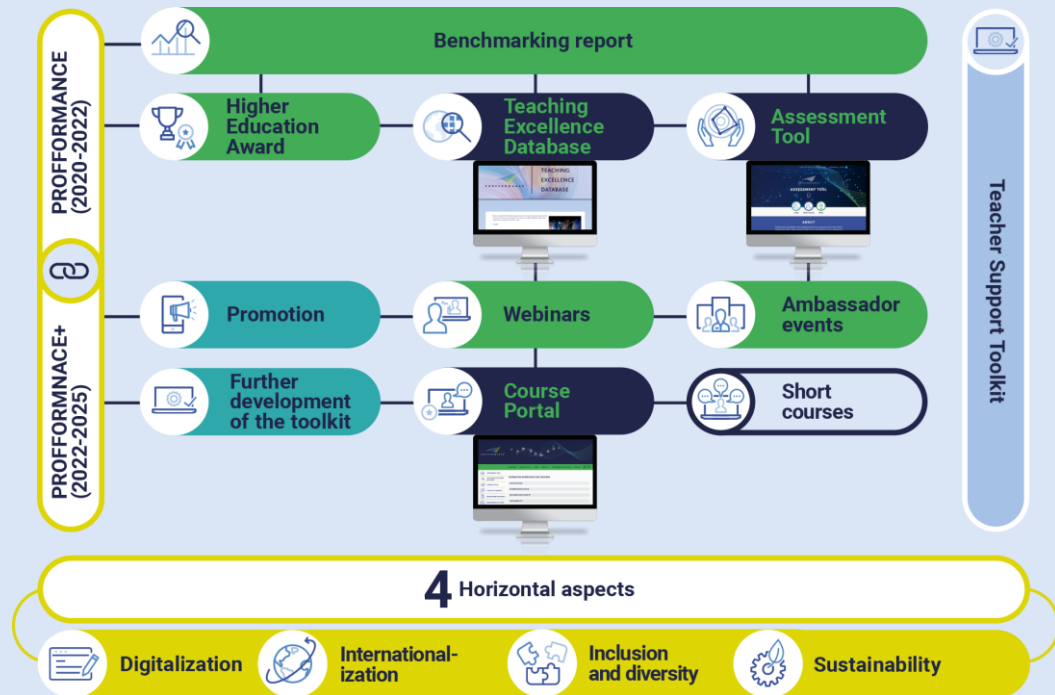 PROFFORMANCE
(2020-2022)
Benchmarking report
Higher
Education
Award
Teaching
Excellence
Database
Assessment
Tool
TEACHING
EXCELLENCE
DATABASE
ASSESSMENT TOOL
ABOUT
PROFFORMNACE+
(2022-2025)
Promotion
Webinars
Ambassador
events
Further
development
of the toolkit
Course
Portal
Short
courses
Teacher Support Toolkit
4 Horizontal aspects
Digitalization
International-
ization
Inclusion
and diversity
Sustainability